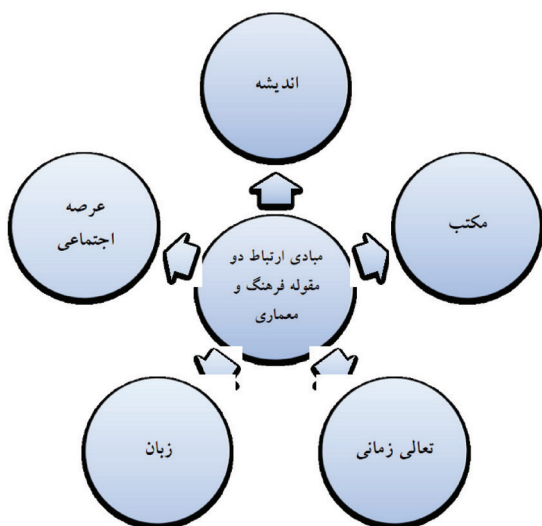 اندیشه
عرصه
اجتماعی
مکتب
مبادی ارتباط دو
مقوله فرهنگ و
معماری
زبان
تعالی زمانی